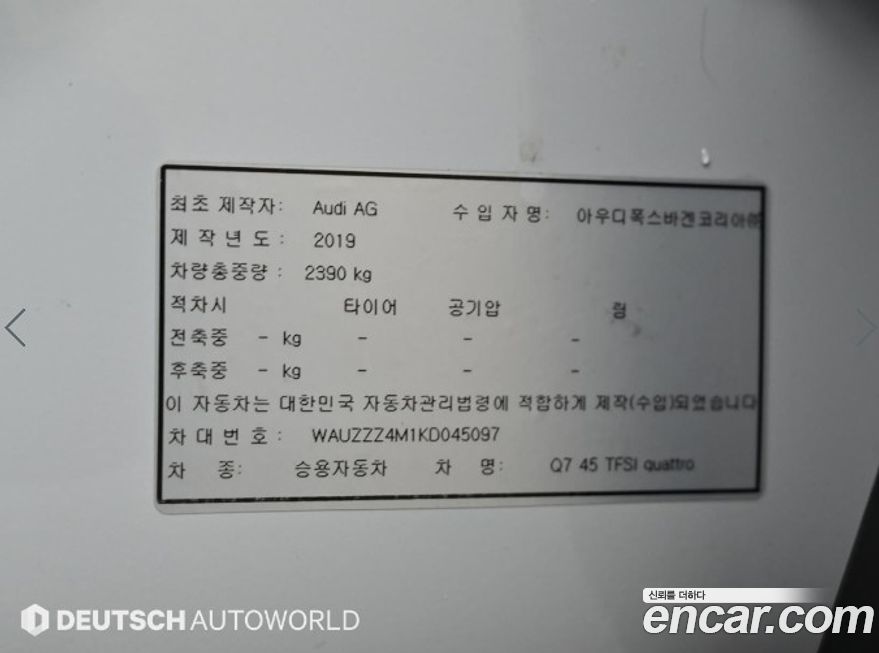 최초 제작자: Audi AG 수 입 자 명: 아우디폭스바겐코리아㈜
제 작 년 도 : 2019
차량총중량 : 2390 kg
적차시 타이어 공기압 림
전축중 - kg - - -
후축중 - kg - - -
이 자동차는 대한민국 자동차관리법령에 적합하게 제작(수입)되었습니다
차 대 번 호 : WAUZZZ4M1KD045097
차 종: 승용자동차 차 명: Q7 45 TFSI quattro
DEUTSCH AUTOWORLD
신뢰를 더하다
encar.com